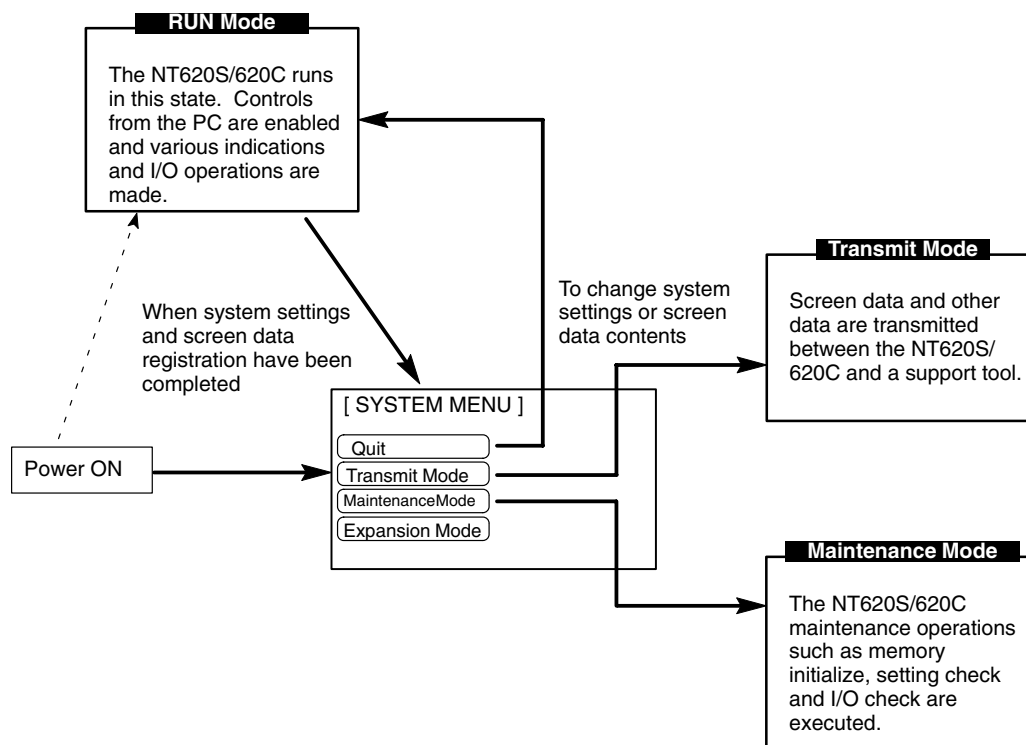 RUN Mode
The NT620S/620C runs
in this state. Controls
from the PC are enabled
and various indications
and I/O operations are
made.
When system settings
and screen data
registration have been
completed
To change system
settings or screen
data contents
Transmit Mode
Screen data and other
data are transmitted
between the NT620S/
620C and a support tool.
Power ON
[ SYSTEM MENU ]
Quit
Transmit Mode
MaintenanceMode
Expansion Mode
Maintenance Mode
The NT620S/620C
maintenance operations
such as memory
initialize, setting check
and I/O check are
executed.